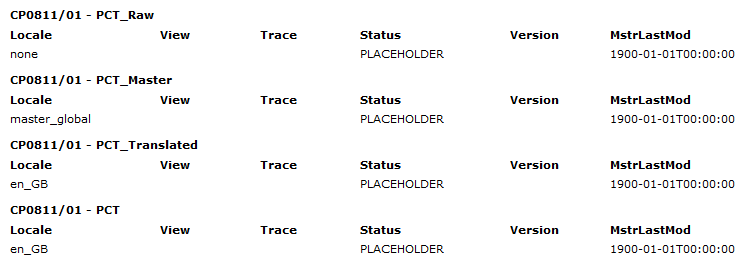 CP0811/01 - PCT_Raw
Locale View Trace Status Version MstrLastMod
none PLACEHOLDER 1900-01-01T00:00:00
CP0811/01 - PCT_Master
Locale View Trace Status Version MstrLastMod
master_global PLACEHOLDER 1900-01-01T00:00:00
CP0811/01 - PCT_Translated
Locale View Trace Status Version MstrLastMod
en_GB PLACEHOLDER 1900-01-01T00:00:00
CP0811/01 - PCT
Locale View Trace Status Version MstrLastMod
en_GB PLACEHOLDER 1900-01-01T00:00:00